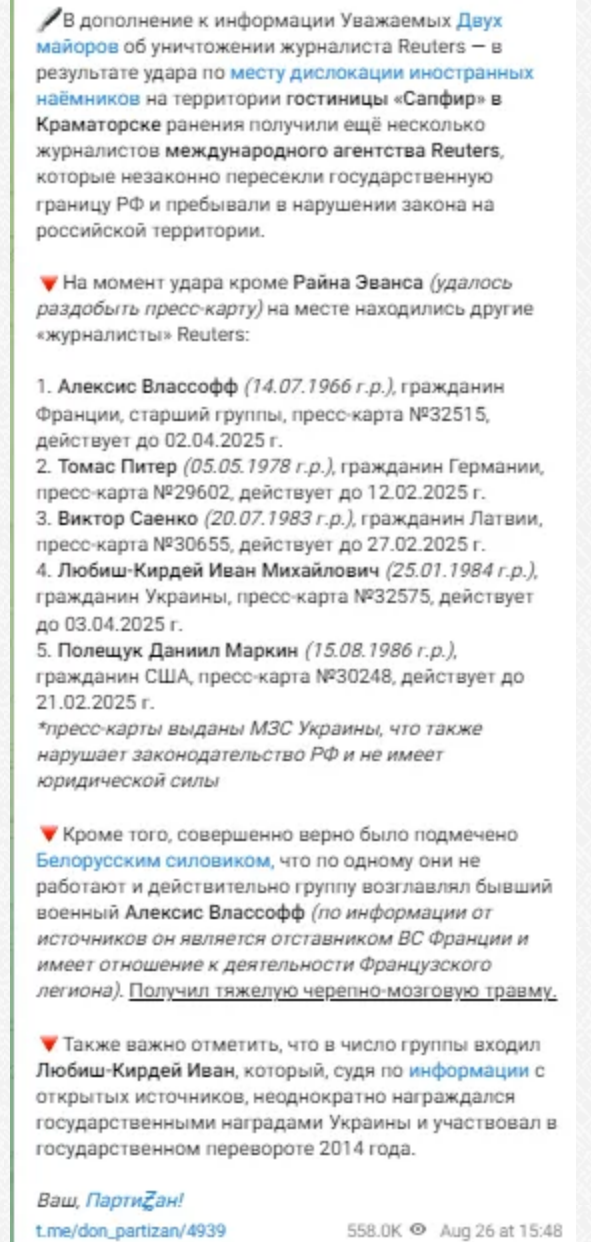 В дополнение к информации Уважаемых Двух
майоров об уничтожении журналиста Reuters — в
результате удара по месту дислокации иностранных
наёмников на территории гостиницы «Сапфир» в
Краматорске ранения получили ещё несколько
журналистов международного агентства Reuters,
которые незаконно пересекли государственную
границу РФ и пребывали в нарушении закона на
российской территории.
На момент удара кроме Райна Эванса (удалось
раздобыть пресс-карту) на месте находились другие
«журналисты» Reuters:
1. Алексис Влассофф (14.07.1966 г.р.), гражданин
Франции, старший группы, пресс-карта №32515,
действует до 02.04.2025 г.
2. Томас Питер (05.05.1978 г.р.), гражданин Германии,
пресс-карта №29602, действует до 12.02.2025 г.
3. Виктор Саенко (20.07.1983 г.р.), гражданин Латвии,
пресс-карта №30655, действует до 27.02.2025 г.
4. Любиш-Кирдей Иван Михайлович (25.01.1984 г.р.),
гражданин Украины, пресс-карта №32575, действует
до 03.04.2025 г.
5. Полещук Даниил Маркин (15.08.1986 г.р.),
гражданин США, пресс-карта №30248, действует до
21.02.2025 г.
*пресс-карты выданы МЗС Украины, что также
нарушает законодательство РФ и не имеет
юридической силы
Кроме того, совершенно верно было подмечено
Белорусским силовиком, что по одному они не
работают и действительно группу возглавлял бывший
военный Алексис Влассофф (по информации от
источников он является отставником ВС Франции и
имеет отношение к деятельности Французского
легиона). Получил тяжелую черепно-мозговую травму.
Также важно отметить, что в число группы входил
Любиш-Кирдей Иван, который, судя по информации с
открытых источников, неоднократно награждался
государственными наградами Украины и участвовал в
государственном перевороте 2014 года.
Ваш, ПартиZан!
t.me/don_partizan/4939 558.0K Aug 26 at 15:48